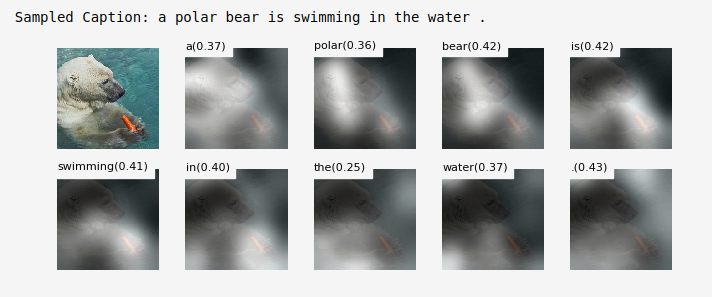 Sampled Caption: a polar bear is swimming in the water .
a(0.37) polar(0.36) bear(0.42) is(0.42)
swimming(0.41) in(0.40) the(0.25) water(0.37) .(0.43)